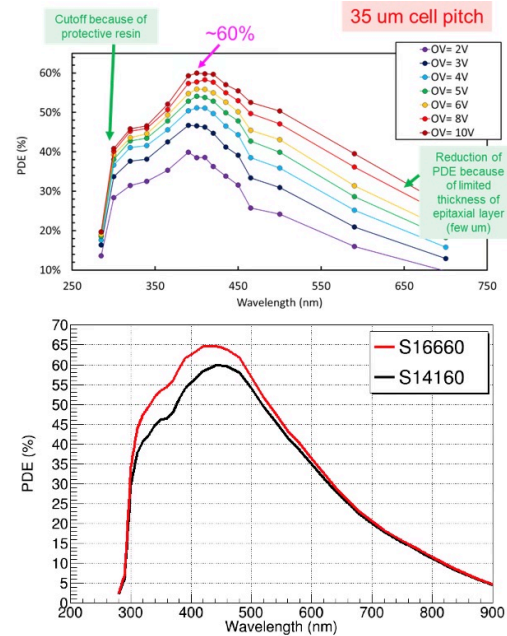 35 um cell pitch
Cutoff because of
protective resin
~60%
OV= 2V
OV= 3V
OV= 4V
OV= 5V
OV= 6V
OV= 8V
OV= 10V
Reduction of
PDE because
of limited
thickness of
epitaxial layer
(few um)
PDE (%)
60%
50%
40%
30%
20%
10%
250
350
450
550
650
750
Wavelength (nm)
S16660
S14160
PDE (%)
70
65
60
55
50
45
40
35
30
25
20
15
10
5
200
300
400
500
600
700
800
900
Wavelength (nm)